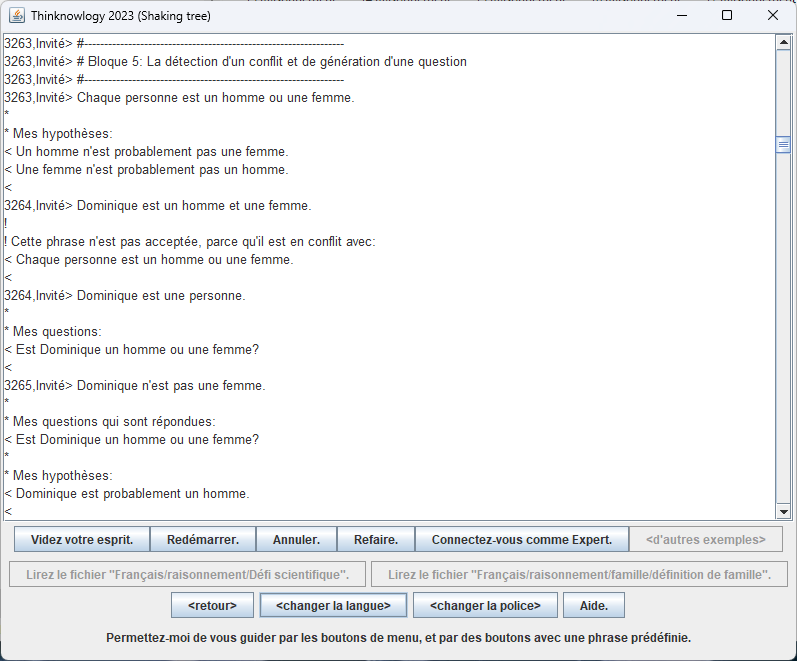 Thinknowlogy 2023 (Shaking tree)
3263,Invité> #-----------------------------------------------------------------
3263,Invité> # Bloque 5: La détection d'un conflit et de génération d'une question
3263,Invité> #-----------------------------------------------------------------
3263,Invité> Chaque personne est un homme ou une femme.
*
* Mes hypothèses:
< Un homme n'est probablement pas une femme.
< Une femme n'est probablement pas un homme.
<
3264,Invité> Dominique est un homme et une femme.
!
! Cette phrase n'est pas acceptée, parce qu'il est en conflit avec:
< Chaque personne est un homme ou une femme.
<
3264,Invité> Dominique est une personne.
*
* Mes questions:
< Est Dominique un homme ou une femme?
<
3265,Invité> Dominique n'est pas une femme.
*
* Mes questions qui sont répondues:
< Est Dominique un homme ou une femme?
*
* Mes hypothèses:
< Dominique est probablement un homme.
<
Videz votre esprit. Redémarrer. Annuler. Refaire. Connectez-vous comme Expert. <d'autres exemples>
Lirez le fichier "Français/raisonnement/Défi scientifique". Lirez le fichier "Français/raisonnement/famille/définition de famille".
<retour> <changer la langue> <changer la police> Aide.
Permettez-moi de vous guider par les boutons de menu, et par des boutons avec une phrase prédéfinie.